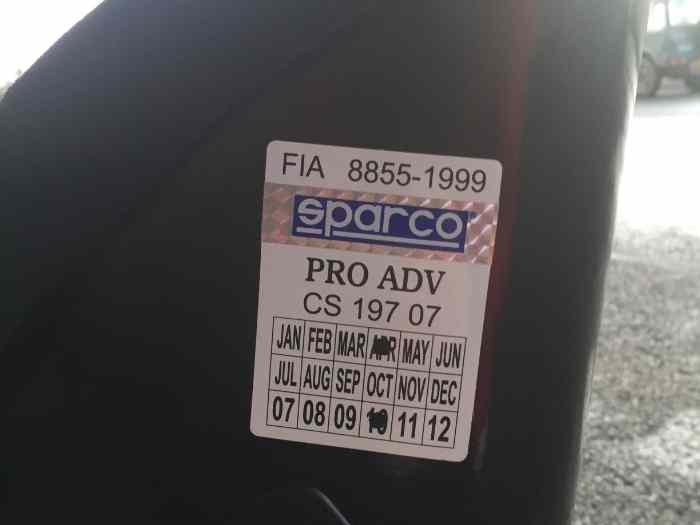 FIA 8855-1999
sparco
PRO ADV
CS 197 07
JAN FEB MAR APR MAY JUN
JUL AUG SEP OCT NOV DEC
07 08 09 10 11 12